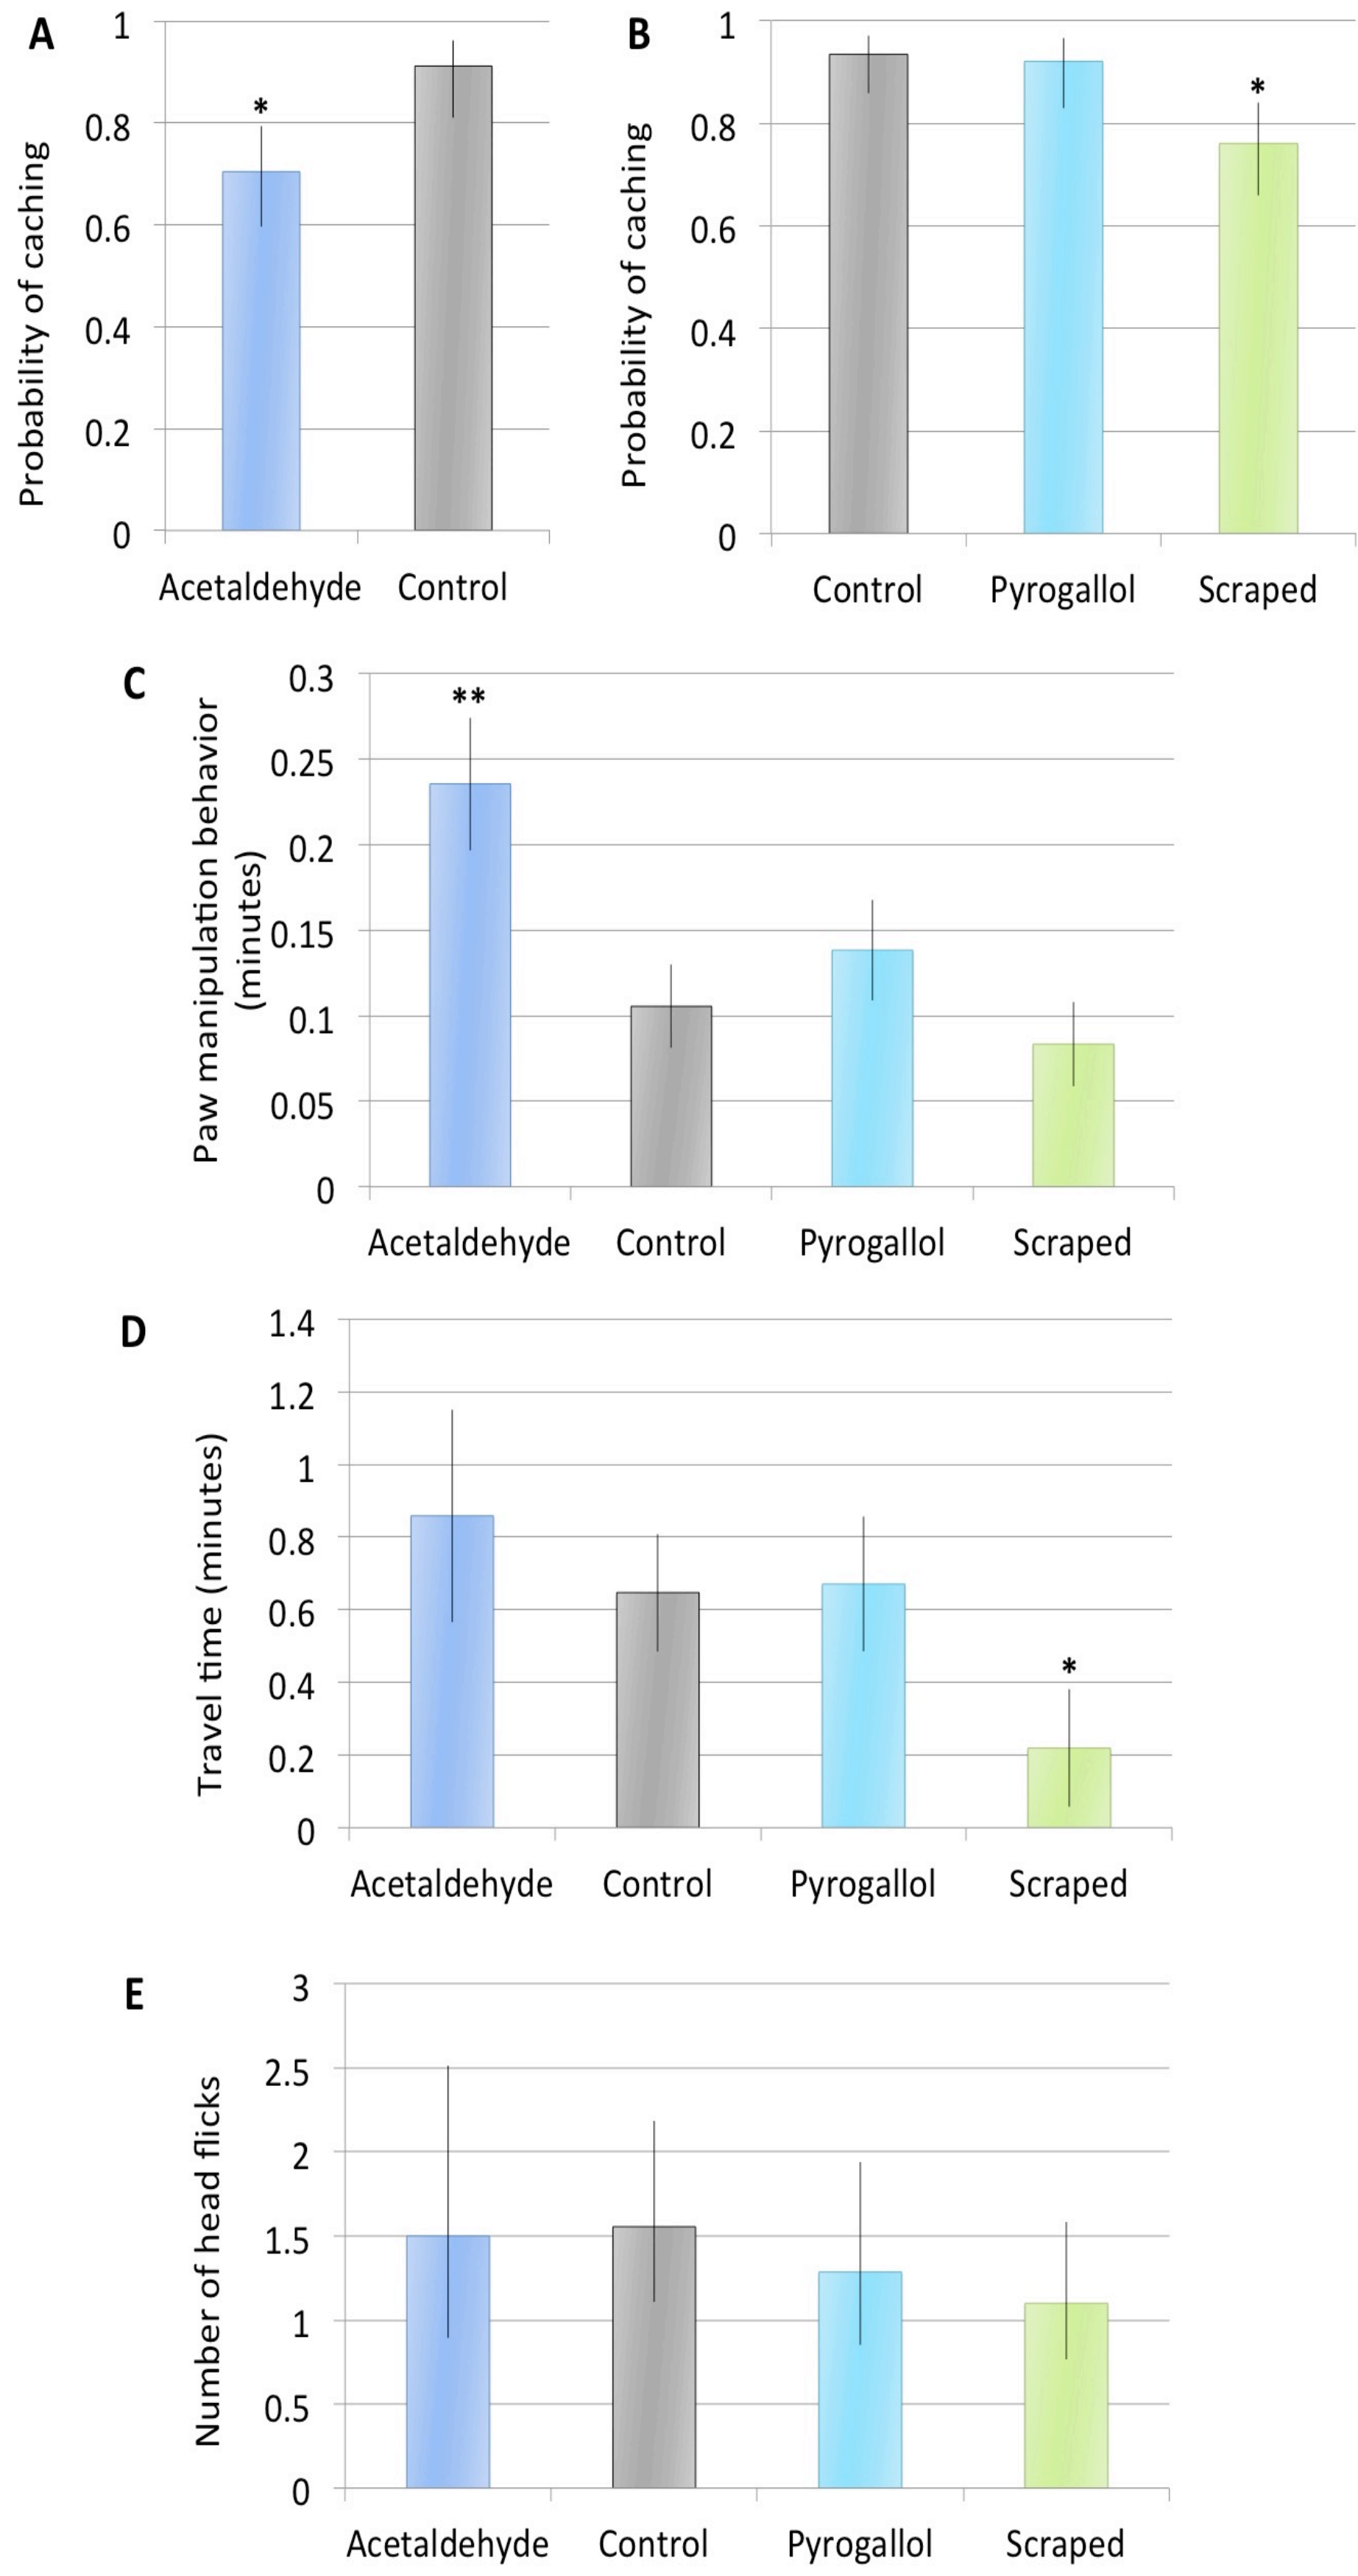 A
Probability of caching
1
0.8
0.6
0.4
0.2
0
*
Acetaldehyde Control
B
Probability of caching
1
0.8
0.6
0.4
0.2
0
*
Control Pyrogallol Scraped
C
Paw manipulation behavior
(minutes)
0.3
0.25
0.2
0.15
0.1
0.05
0
**
Acetaldehyde Control Pyrogallol Scraped
D
Travel time (minutes)
1.4
1.2
1
0.8
0.6
0.4
0.2
0
*
Acetaldehyde Control Pyrogallol Scraped
E
Number of head flicks
3
2.5
2
1.5
1
0.5
0
Acetaldehyde Control Pyrogallol Scraped